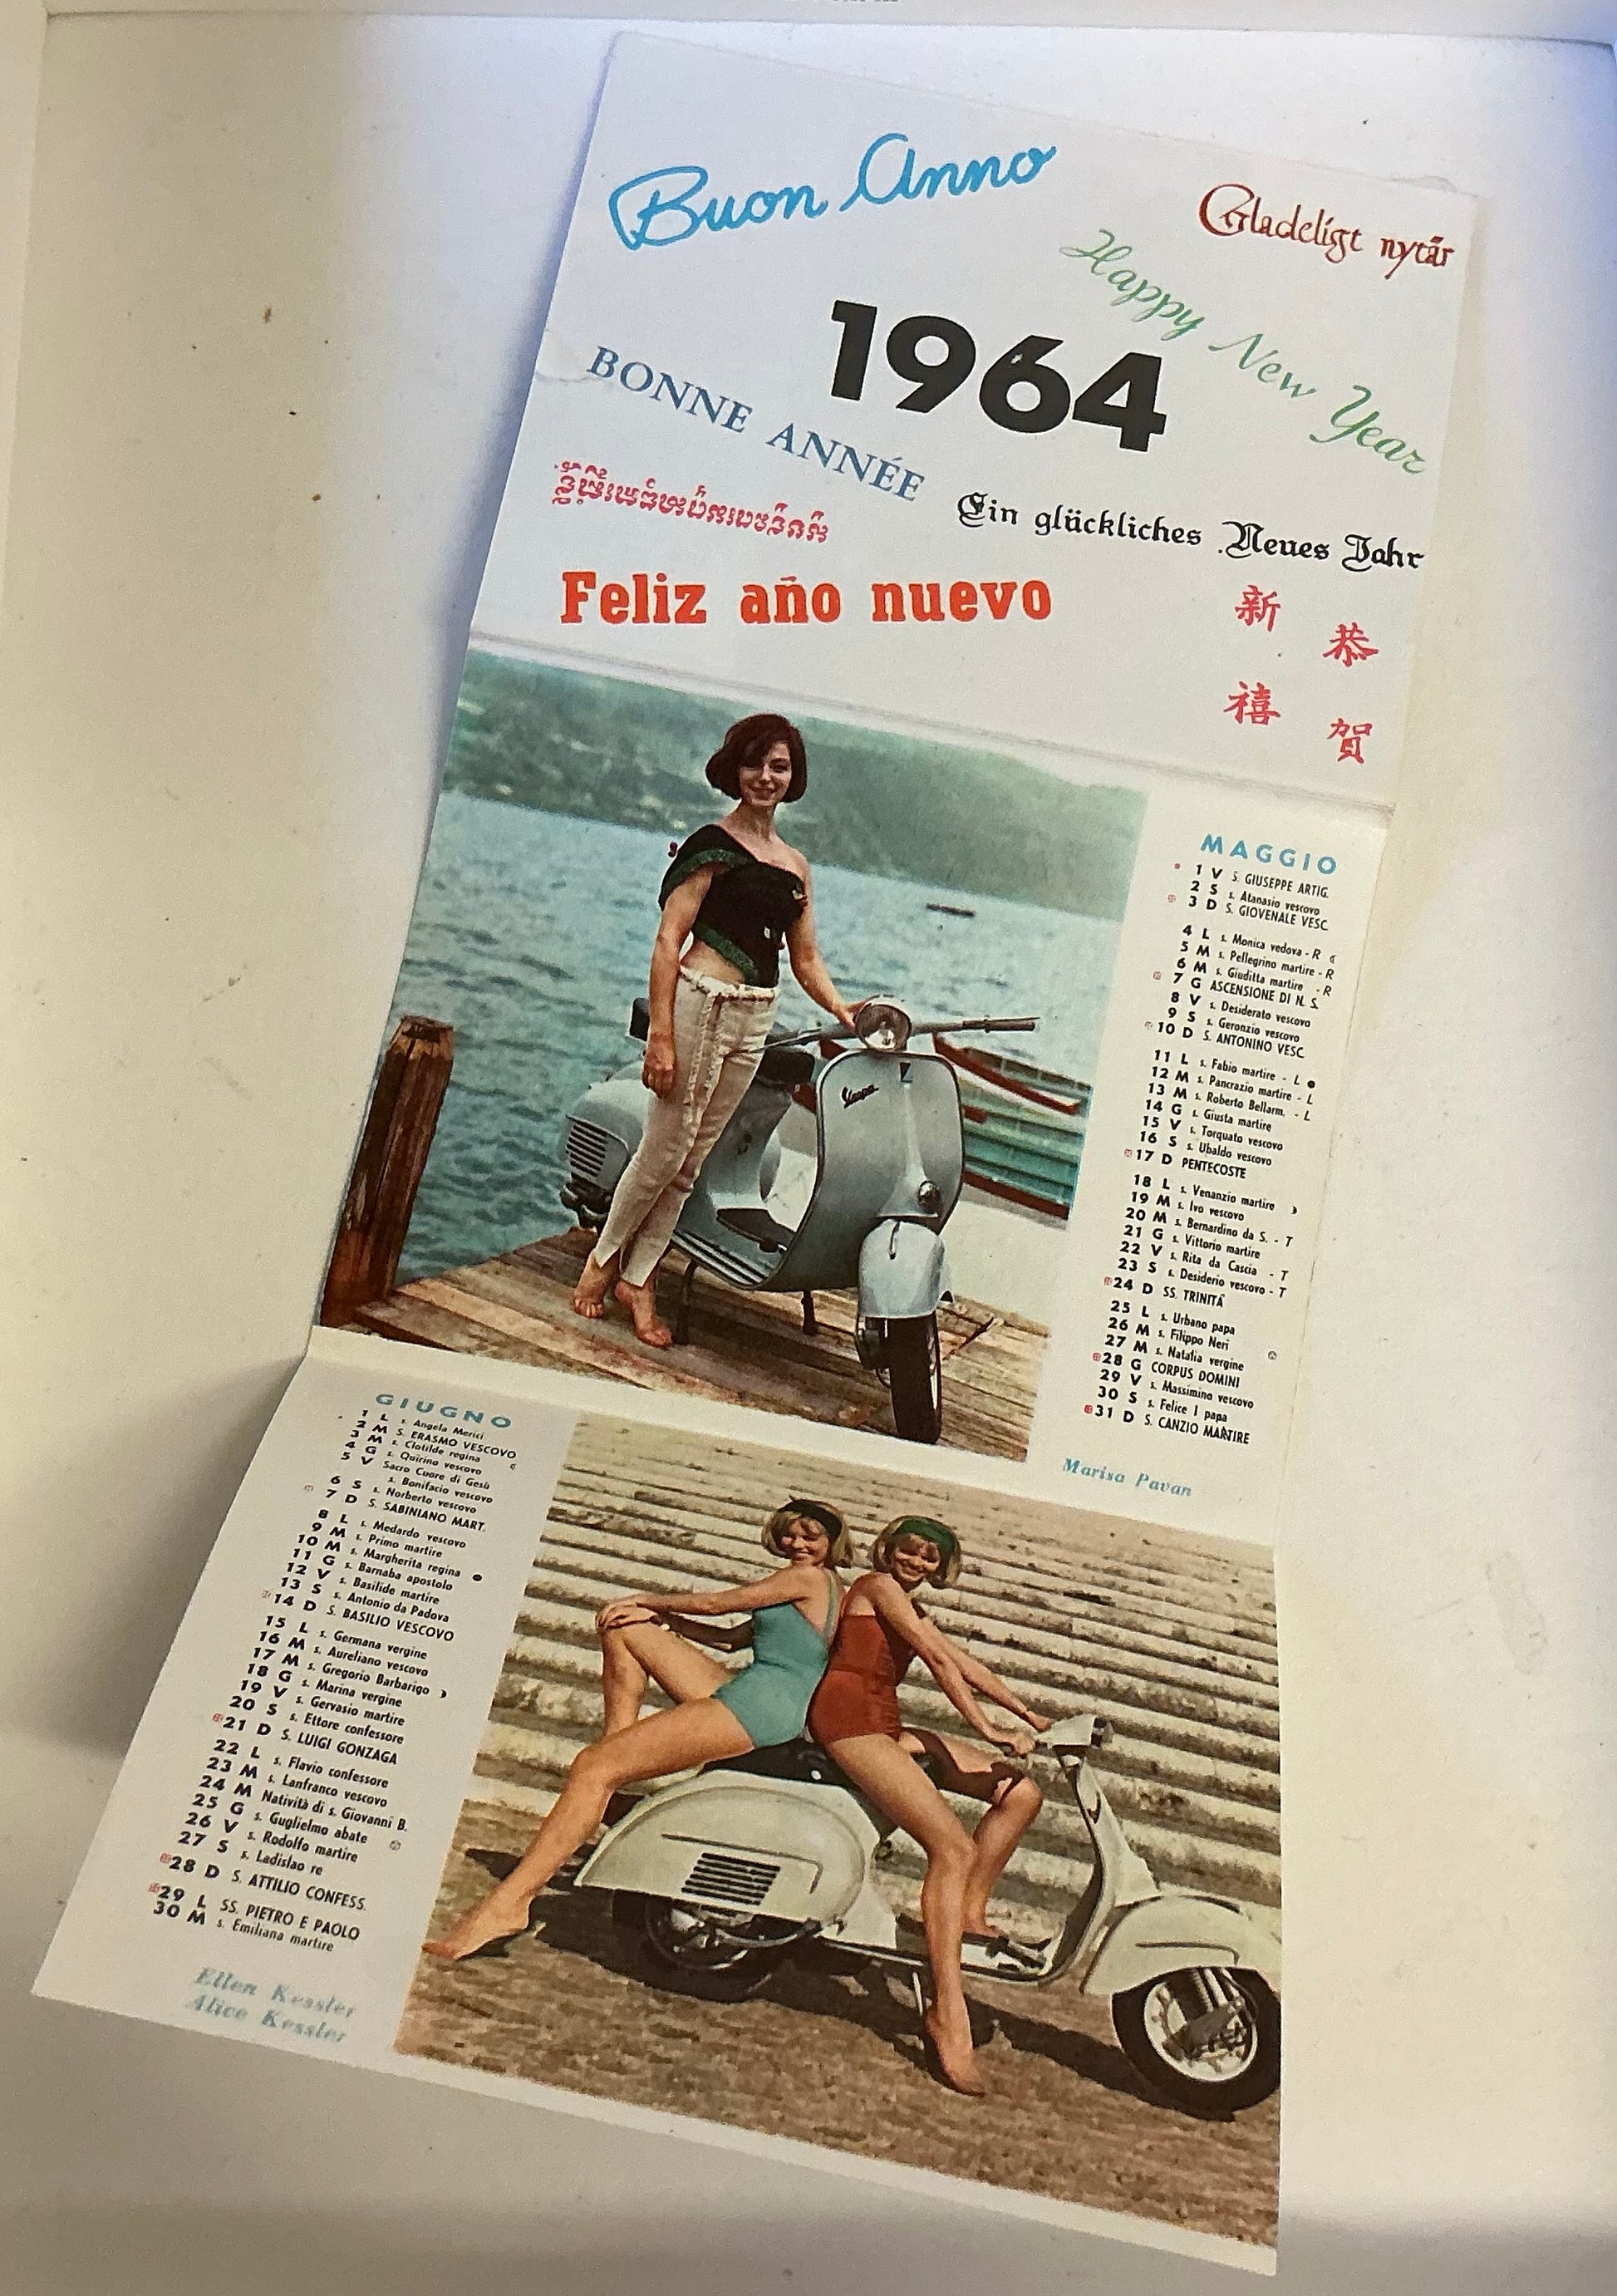 Buon Anno
Glædeligt nytår
Happy New Year
1964
BONNE ANNÉE
Ein glückliches Neues Jahr
Feliz año nuevo
恭賀
新禧
Vespa
MAGGIO
1 V S. GIUSEPPE ARTIG.
2 S s. Atanasio vescovo
3 D S. GIOVENALE VESC.
4 L s. Monica vedova - R
5 M s. Pellegrino martire - R
6 M s. Giuditta martire - R
7 G ASCENSIONE DI N. S.
8 V s. Desiderato vescovo
9 S s. Geronzio vescovo
10 D S. ANTONINO VESC.
11 L s. Fabio martire - L
12 M s. Pancrazio martire - L
13 M s. Roberto Bellarm. - L
14 G s. Giusta martire
15 V s. Torquato vescovo
16 S s. Ubaldo vescovo
17 D PENTECOSTE
18 L s. Venanzio martire
19 M s. Ivo vescovo
20 M s. Bernardino da S. - T
21 G s. Vittorio martire
22 V s. Rita da Cascia - T
23 S s. Desiderio vescovo - T
24 D SS. TRINITÀ
25 L s. Urbano papa
26 M s. Filippo Neri
27 M s. Natalia vergine
28 G CORPUS DOMINI
29 V s. Massimino vescovo
30 S s. Felice I papa
31 D S. CANZIO MARTIRE
Marisa Pavan
GIUGNO
1 L s. Angela Merici
2 M S. ERASMO VESCOVO
3 M s. Clotilde regina
4 G s. Quirino vescovo
5 V Sacro Cuore di Gesù
s. Bonifacio vescovo
6 S s. Norberto vescovo
7 D S. SABINIANO MART.
8 L s. Medardo vescovo
9 M s. Primo martire
10 M s. Margherita regina
11 G s. Barnaba apostolo
12 V s. Basilide martire
13 S s. Antonio da Padova
14 D S. BASILIO VESCOVO
15 L s. Germana vergine
16 M s. Aureliano vescovo
17 M s. Gregorio Barbarigo
18 G s. Marina vergine
19 V s. Gervasio martire
20 S s. Ettore confessore
21 D S. LUIGI GONZAGA
22 L s. Flavio confessore
23 M s. Lanfranco vescovo
24 M Natività di s. Giovanni B.
25 G s. Guglielmo abate
26 V s. Rodolfo martire
27 S s. Ladislao re
28 D S. ATTILIO CONFESS.
29 L SS. PIETRO E PAOLO
30 M s. Emiliana martire
Ellen Kessler
Alice Kessler